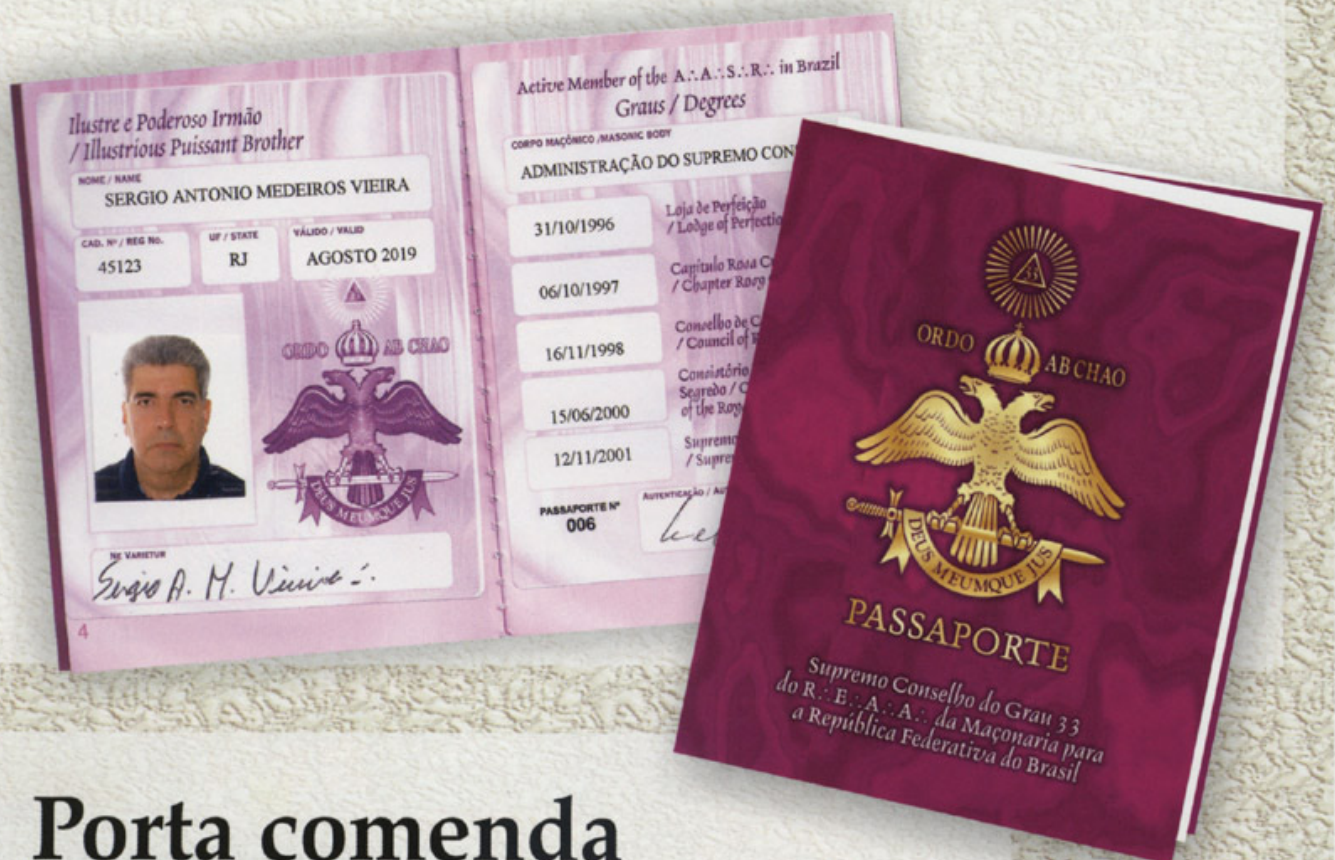 Ilustre e Poderoso Irmão
/ Illustrious Puissant Brother
NOME / NAME
SERGIO ANTONIO MEDEIROS VIEIRA
CAD. Nº / REG No.
45123
UF / STATE
RJ
VÁLIDO / VALID
AGOSTO 2019
ORDO AB CHAO
DEUS MEUMQUE JUS
NE VARIETUR
Sergio A. M. Vieira
4
Active Member of the A∴A∴S∴R∴ in Brazil
Graus / Degrees
CORPO MAÇÔNICO /MASONIC BODY
ADMINISTRAÇÃO DO SUPREMO CON
31/10/1996
Loja de Perfeição
/ Lodge of Perfectio
06/10/1997
Capítulo Rosa C
/ Chapter
16/11/1998
Conselho de C
/ Council of
15/06/2000
Consistório
Segredo / C
of the Roy
12/11/2001
Supremo
/ Supre
PASSAPORTE Nº
006
AUTENTICAÇÃO / AU
33
ORDO AB CHAO
DEUS MEUMQUE JUS
PASSAPORTE
Supremo Conselho do Grau 33
do R∴E∴A∴A∴ da Maçonaria para
a República Federativa do Brasil
Porta comenda